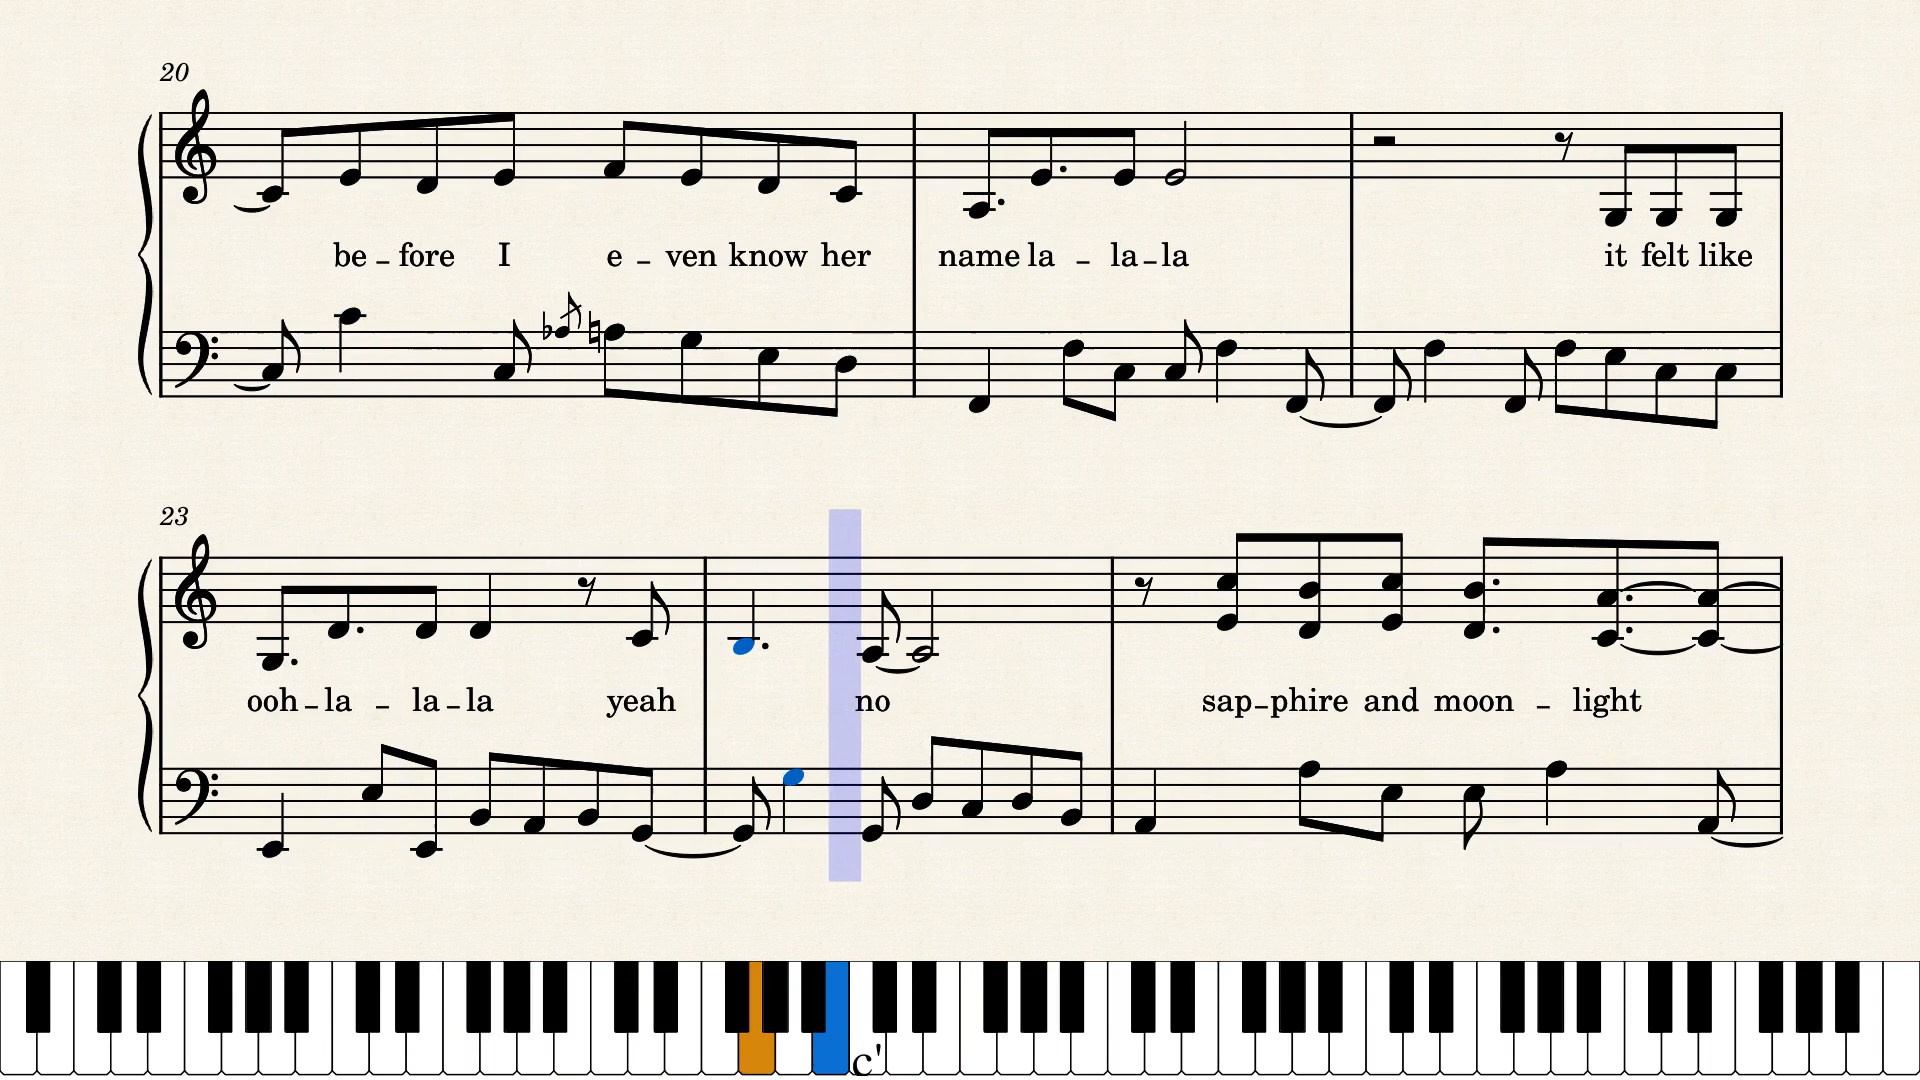 20
be - fore I e - ven know her name la - la - la it felt like
23
ooh - la - la - la yeah no sap - phire and moon - light
c'